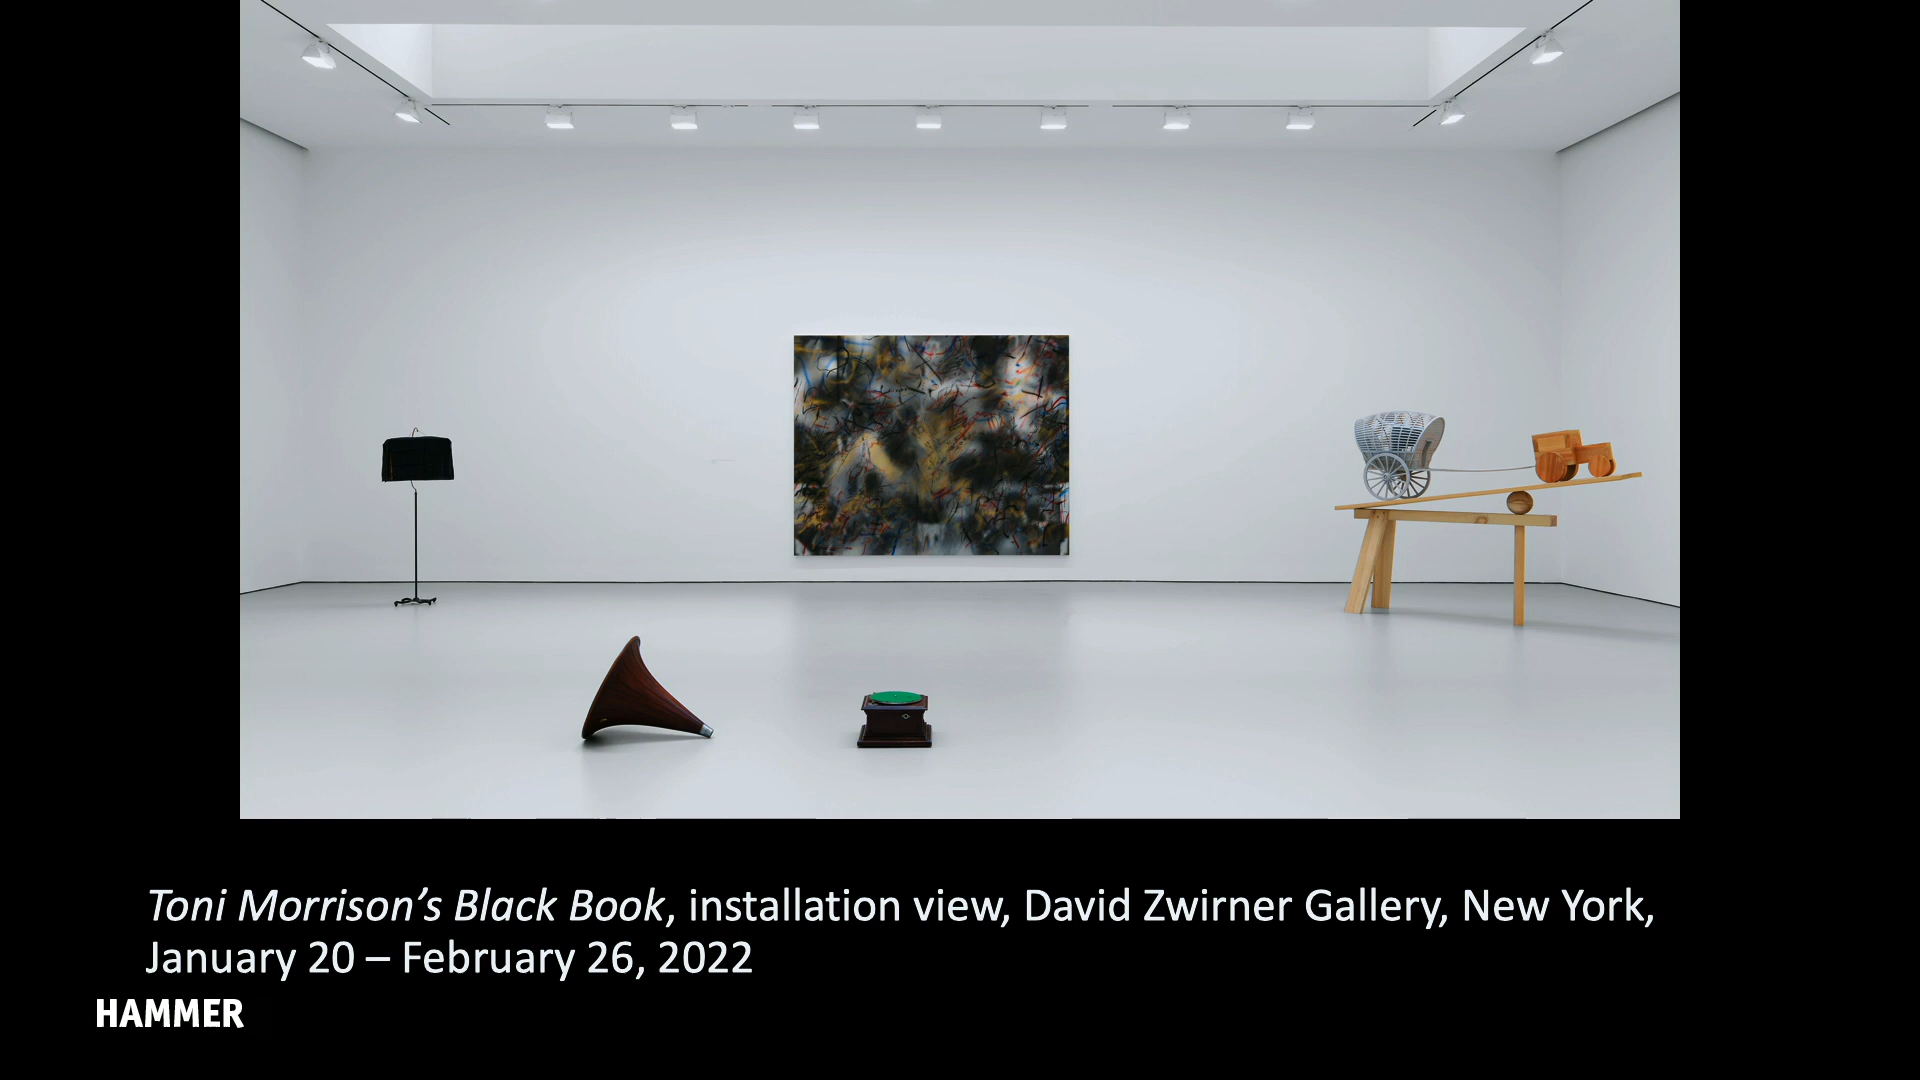 Toni Morrison’s Black Book, installation view, David Zwirner Gallery, New York,
January 20 – February 26, 2022
HAMMER